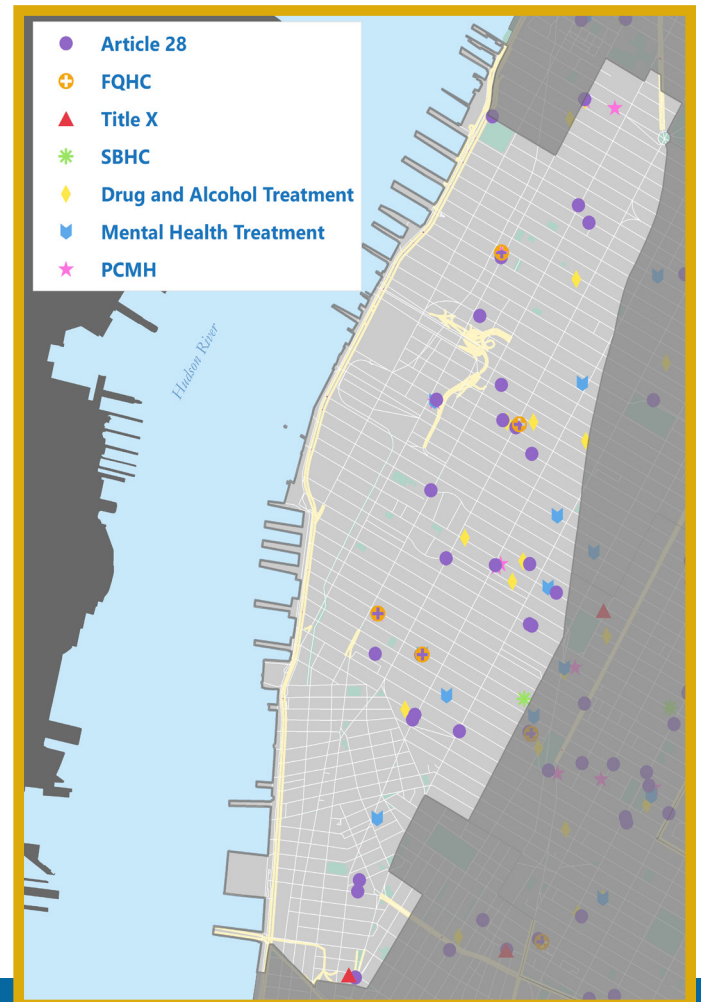 Article 28
FQHC
Title X
SBHC
Drug and Alcohol Treatment
Mental Health Treatment
PCMH
Hudson River